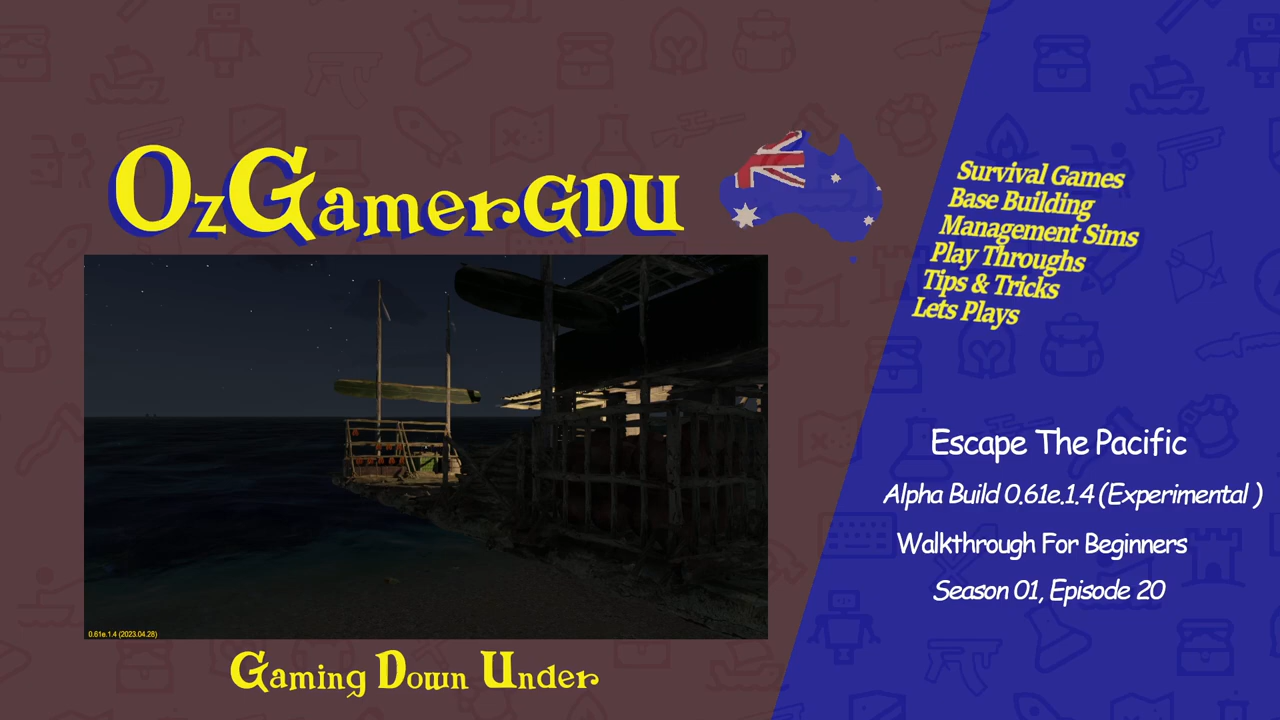 OzGamerGDU
Survival Games
Base Building
Management Sims
Play Throughs
Tips & Tricks
Lets Plays
Escape The Pacific
Alpha Build 0.61e.1.4 (Experimental )
Walkthrough For Beginners
Season 01, Episode 20
0.61e.1.4 (2023.04.28)
Gaming Down Under